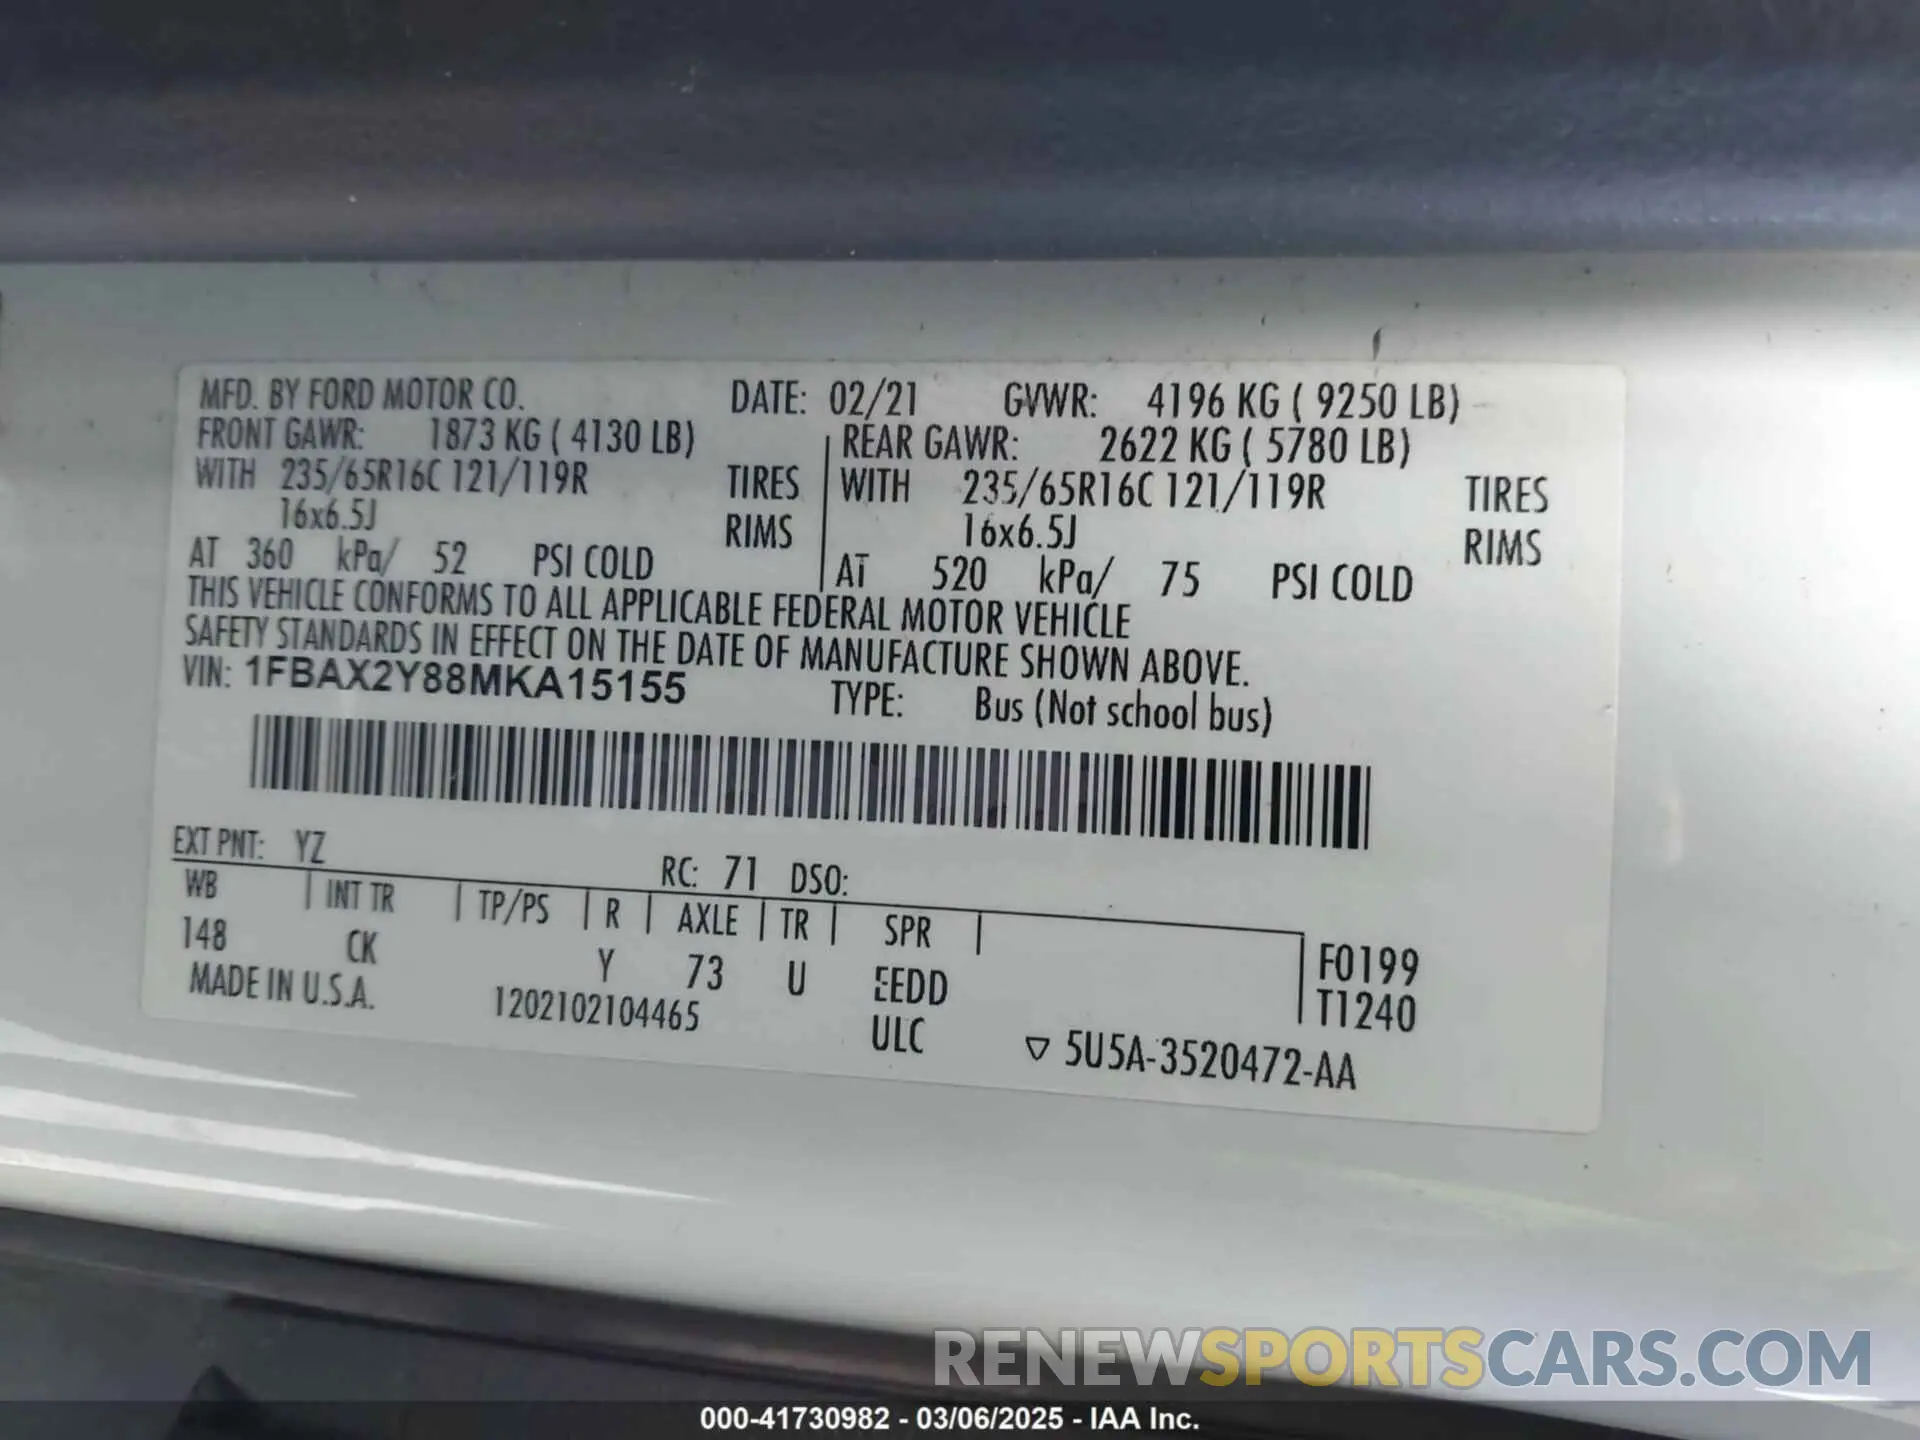 MFD. BY FORD MOTOR CO. DATE: 02/21 GVWR: 4196 KG ( 9250 LB)
FRONT GAWR: 1873 KG ( 4130 LB) REAR GAWR: 2622 KG ( 5780 LB)
WITH 235/65R16C 121/119R TIRES WITH 235/65R16C 121/119R TIRES
16x6.5J RIMS 16x6.5J RIMS
AT 360 kPa/ 52 PSI COLD AT 520 kPa/ 75 PSI COLD
THIS VEHICLE CONFORMS TO ALL APPLICABLE FEDERAL MOTOR VEHICLE
SAFETY STANDARDS IN EFFECT ON THE DATE OF MANUFACTURE SHOWN ABOVE.
VIN: 1FBAX2Y88MKA15155 TYPE: Bus (Not school bus)
EXT PNT: YZ RC: 71 DSO:
WB INT TR TP/PS R AXLE TR SPR
148 CK Y 73 U EEDD F0199
MADE IN U.S.A. 1202102104465 ULC T1240
▽ 5U5A-3520472-AA
RENEWSPORTSCARS.COM
000-41730982 - 03/06/2025 - IAA Inc.